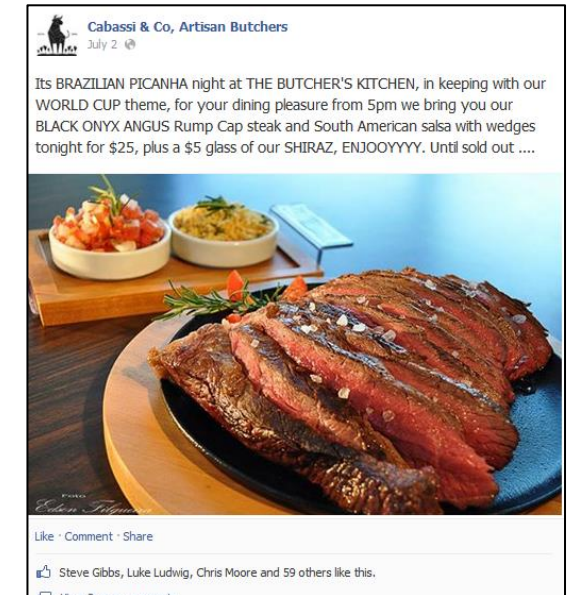 Cabassi & Co, Artisan Butchers
July 2
Its BRAZILIAN PICANHA night at THE BUTCHER'S KITCHEN, in keeping with our
WORLD CUP theme, for your dining pleasure from 5pm we bring you our
BLACK ONYX ANGUS Rump Cap steak and South American salsa with wedges
tonight for $25, plus a $5 glass of our SHIRAZ, ENJOOYYYY. Until sold out ....
Foto
Edson
Like · Comment · Share
Steve Gibbs, Luke Ludwig, Chris Moore and 59 others like this.